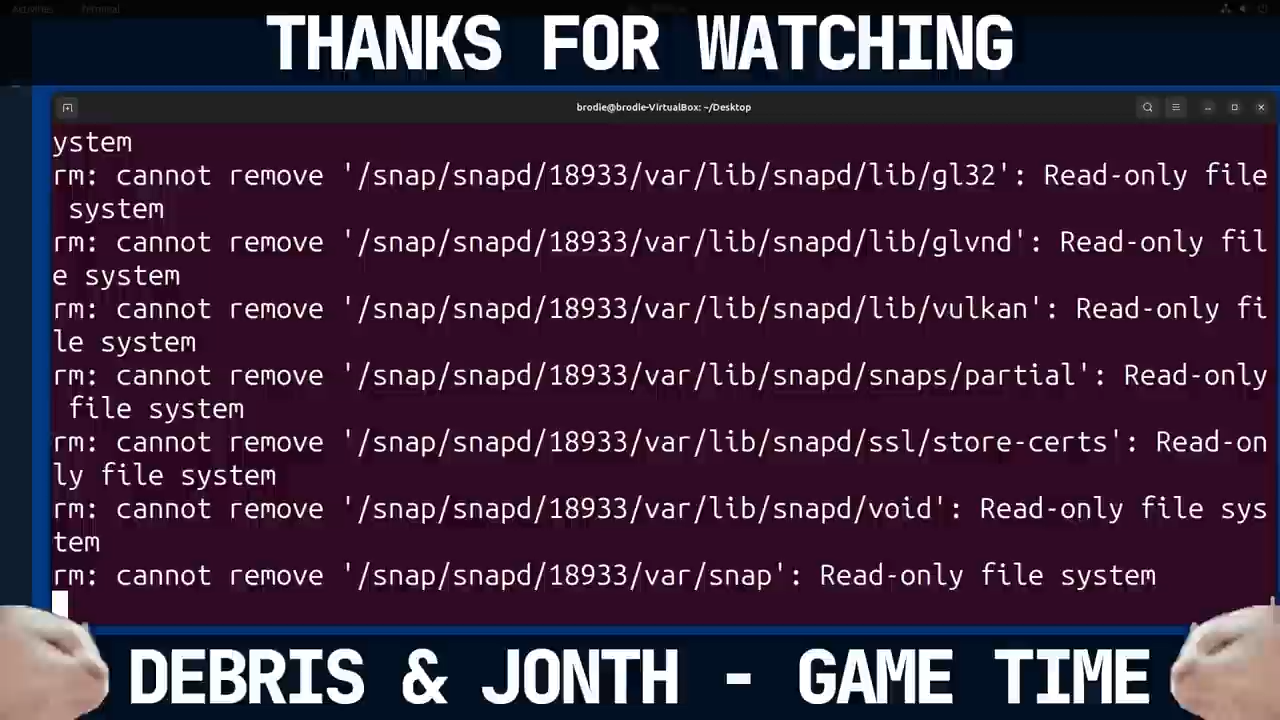 Activities Terminal
THANKS FOR WATCHING
brodie@brodie-VirtualBox: ~/Desktop
ystem
rm: cannot remove '/snap/snapd/18933/var/lib/snapd/lib/gl32': Read-only file
 system
rm: cannot remove '/snap/snapd/18933/var/lib/snapd/lib/glvnd': Read-only fil
e system
rm: cannot remove '/snap/snapd/18933/var/lib/snapd/lib/vulkan': Read-only fi
le system
rm: cannot remove '/snap/snapd/18933/var/lib/snapd/snaps/partial': Read-only
 file system
rm: cannot remove '/snap/snapd/18933/var/lib/snapd/ssl/store-certs': Read-on
ly file system
rm: cannot remove '/snap/snapd/18933/var/lib/snapd/void': Read-only file sys
tem
rm: cannot remove '/snap/snapd/18933/var/snap': Read-only file system
DEBRIS & JONTH - GAME TIME